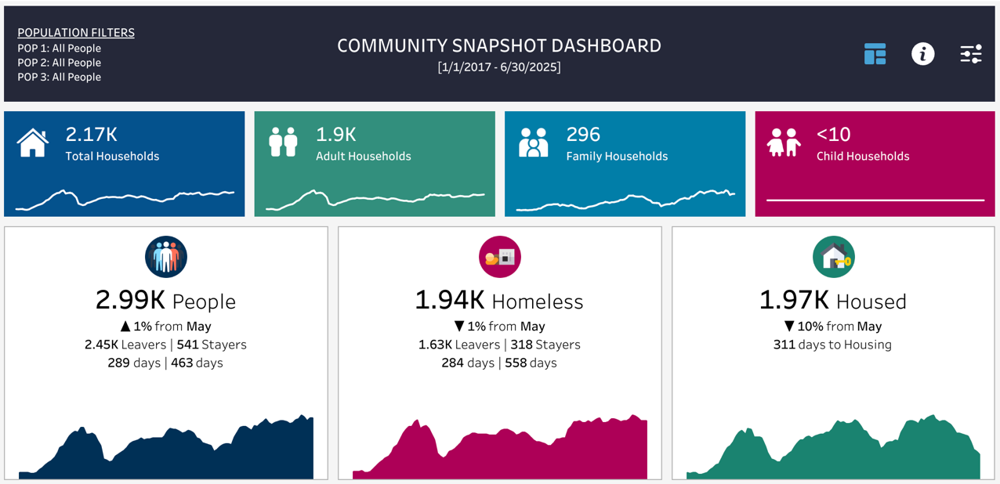 POPULATION FILTERS
POP 1: All People
POP 2: All People
POP 3: All People
COMMUNITY SNAPSHOT DASHBOARD
[1/1/2017 - 6/30/2025]
2.17K
Total Households
1.9K
Adult Households
296
Family Households
<10
Child Households
2.99K People
▲ 1% from May
2.45K Leavers | 541 Stayers
289 days | 463 days
1.94K Homeless
▼ 1% from May
1.63K Leavers | 318 Stayers
284 days | 558 days
1.97K Housed
▼ 10% from May
311 days to Housing